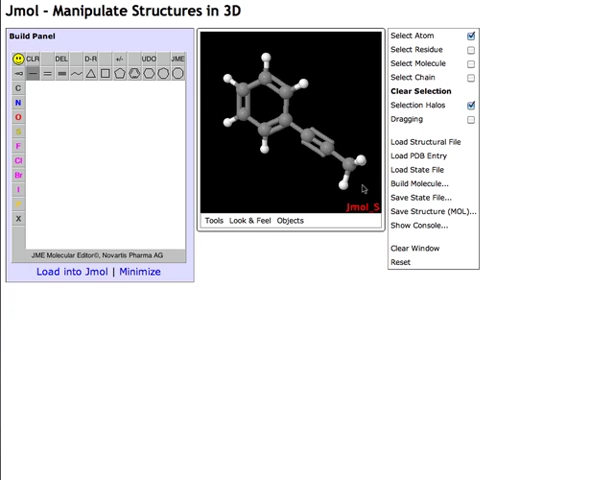 Jmol - Manipulate Structures in 3D
Build Panel
CLR DEL D-R +/- UDO JME
C
N
O
S
F
Cl
Br
I
X
JME Molecular Editor©, Novartis Pharma AG
Load into Jmol | Minimize
Jmol_S
Tools Look & Feel Objects
Select Atom
Select Residue
Select Molecule
Select Chain
Clear Selection
Selection Halos
Dragging
Load Structural File
Load PDB Entry
Load State File
Build Molecule...
Save State File...
Save Structure (MOL)...
Show Console...
Clear Window
Reset